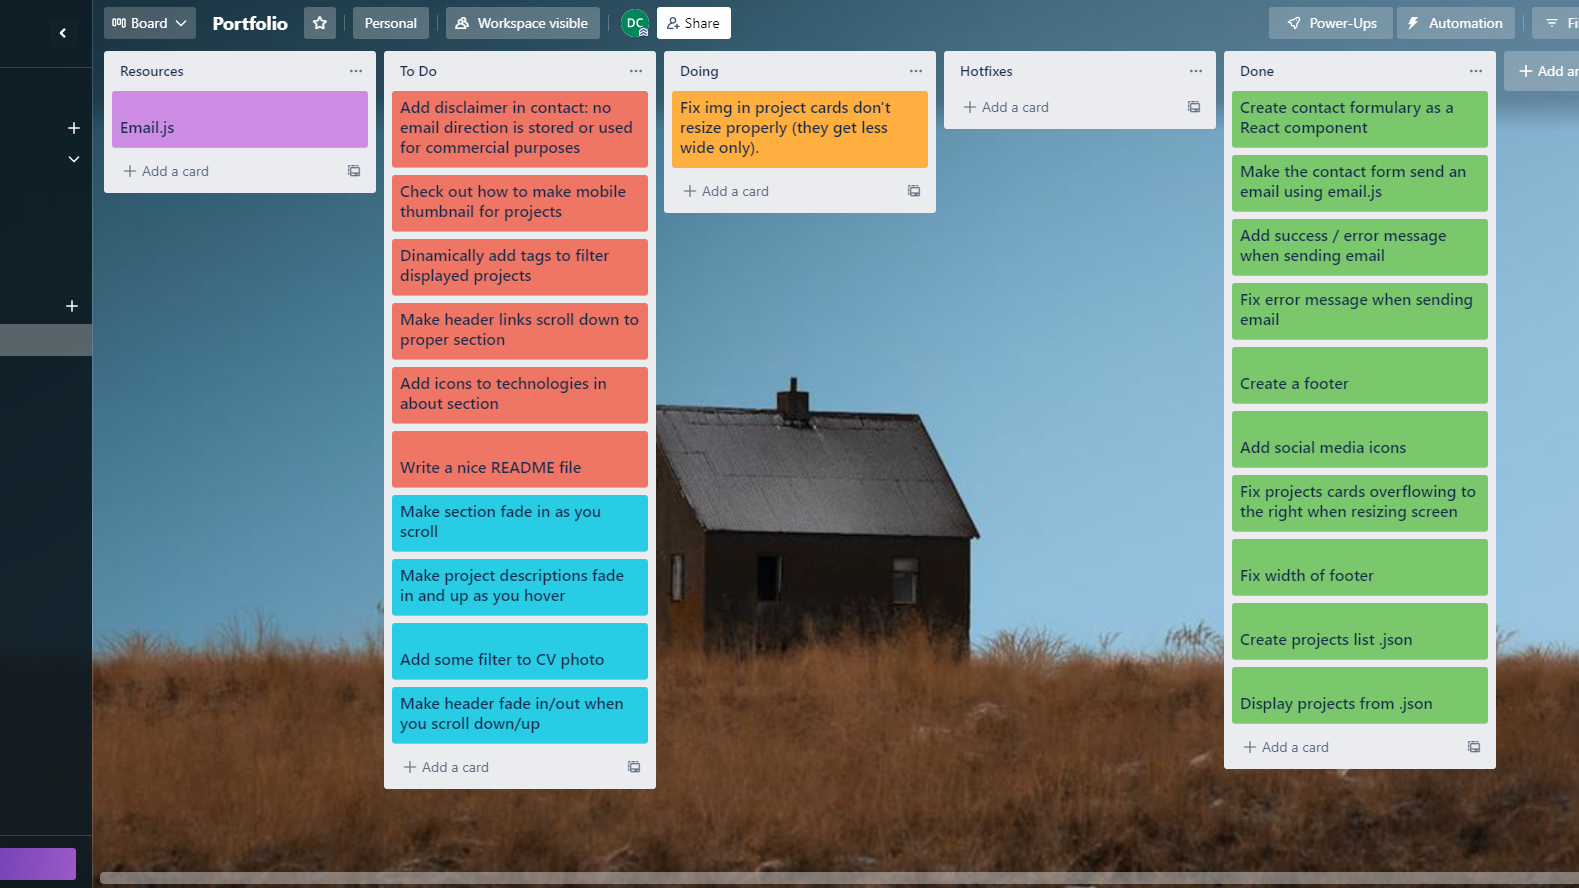 Board
Portfolio
Personal
Workspace visible
DC
Share
Power-Ups
Automation
Resources
Email.js
Add a card
To Do
Add disclaimer in contact: no
email direction is stored or used
for commercial purposes
Check out how to make mobile
thumbnail for projects
Dinamically add tags to filter
displayed projects
Make header links scroll down to
proper section
Add icons to technologies in
about section
Write a nice README file
Make section fade in as you
scroll
Make project descriptions fade
in and up as you hover
Add some filter to CV photo
Make header fade in/out when
you scroll down/up
Add a card
Doing
Fix img in project cards don't
resize properly (they get less
wide only).
Add a card
Hotfixes
Add a card
Done
Create contact formulary as a
React component
Make the contact form send an
email using email.js
Add success / error message
when sending email
Fix error message when sending
email
Create a footer
Add social media icons
Fix projects cards overflowing to
the right when resizing screen
Fix width of footer
Create projects list .json
Display projects from .json
Add a card
Add